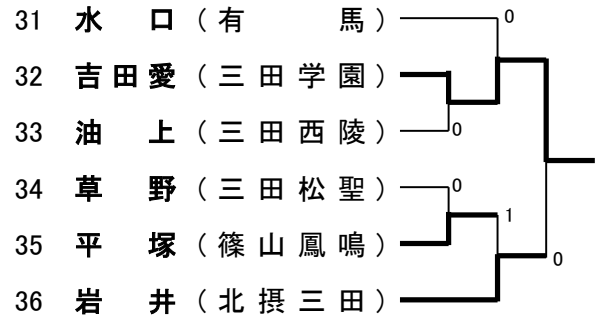 31 水口（有馬） 0
32 吉田愛（三田学園）
33 油上（三田西陵） 0
34 草野（三田松聖） 0
35 平塚（篠山鳳鳴） 1
36 岩井（北摂三田） 0